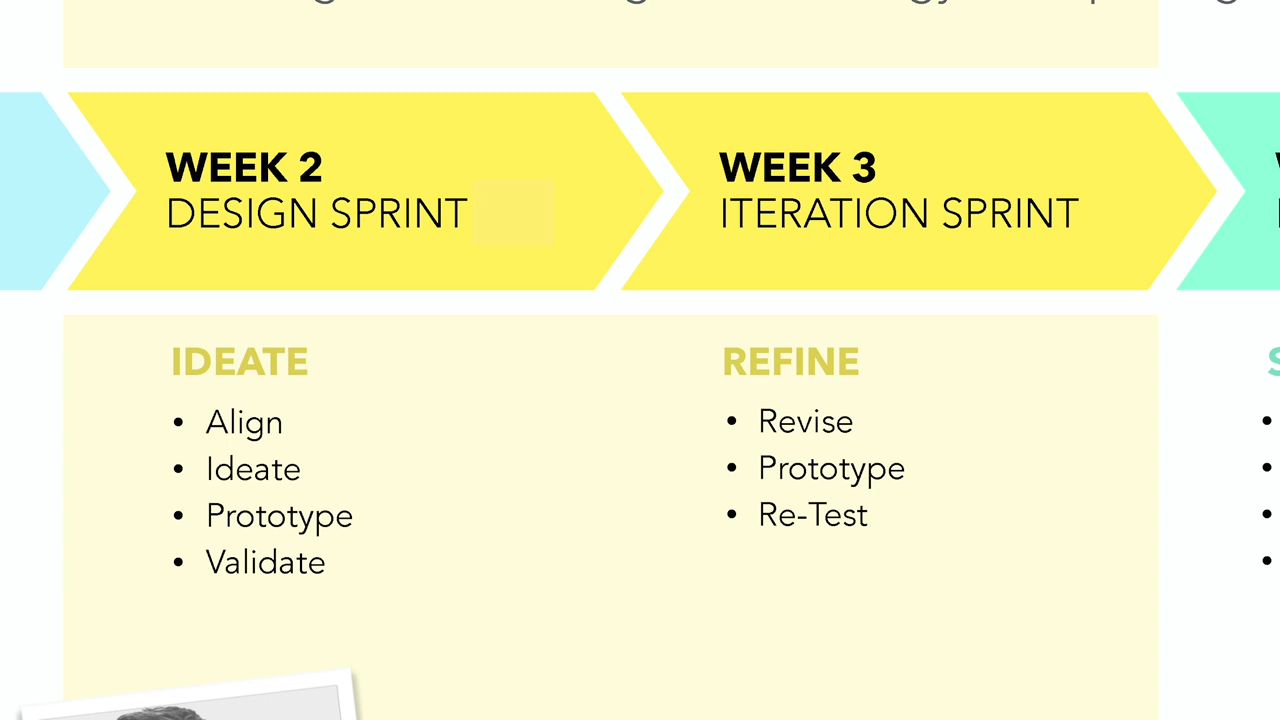 WEEK 2
DESIGN SPRINT
WEEK 3
ITERATION SPRINT
IDEATE
• Align
• Ideate
• Prototype
• Validate
REFINE
• Revise
• Prototype
• Re-Test